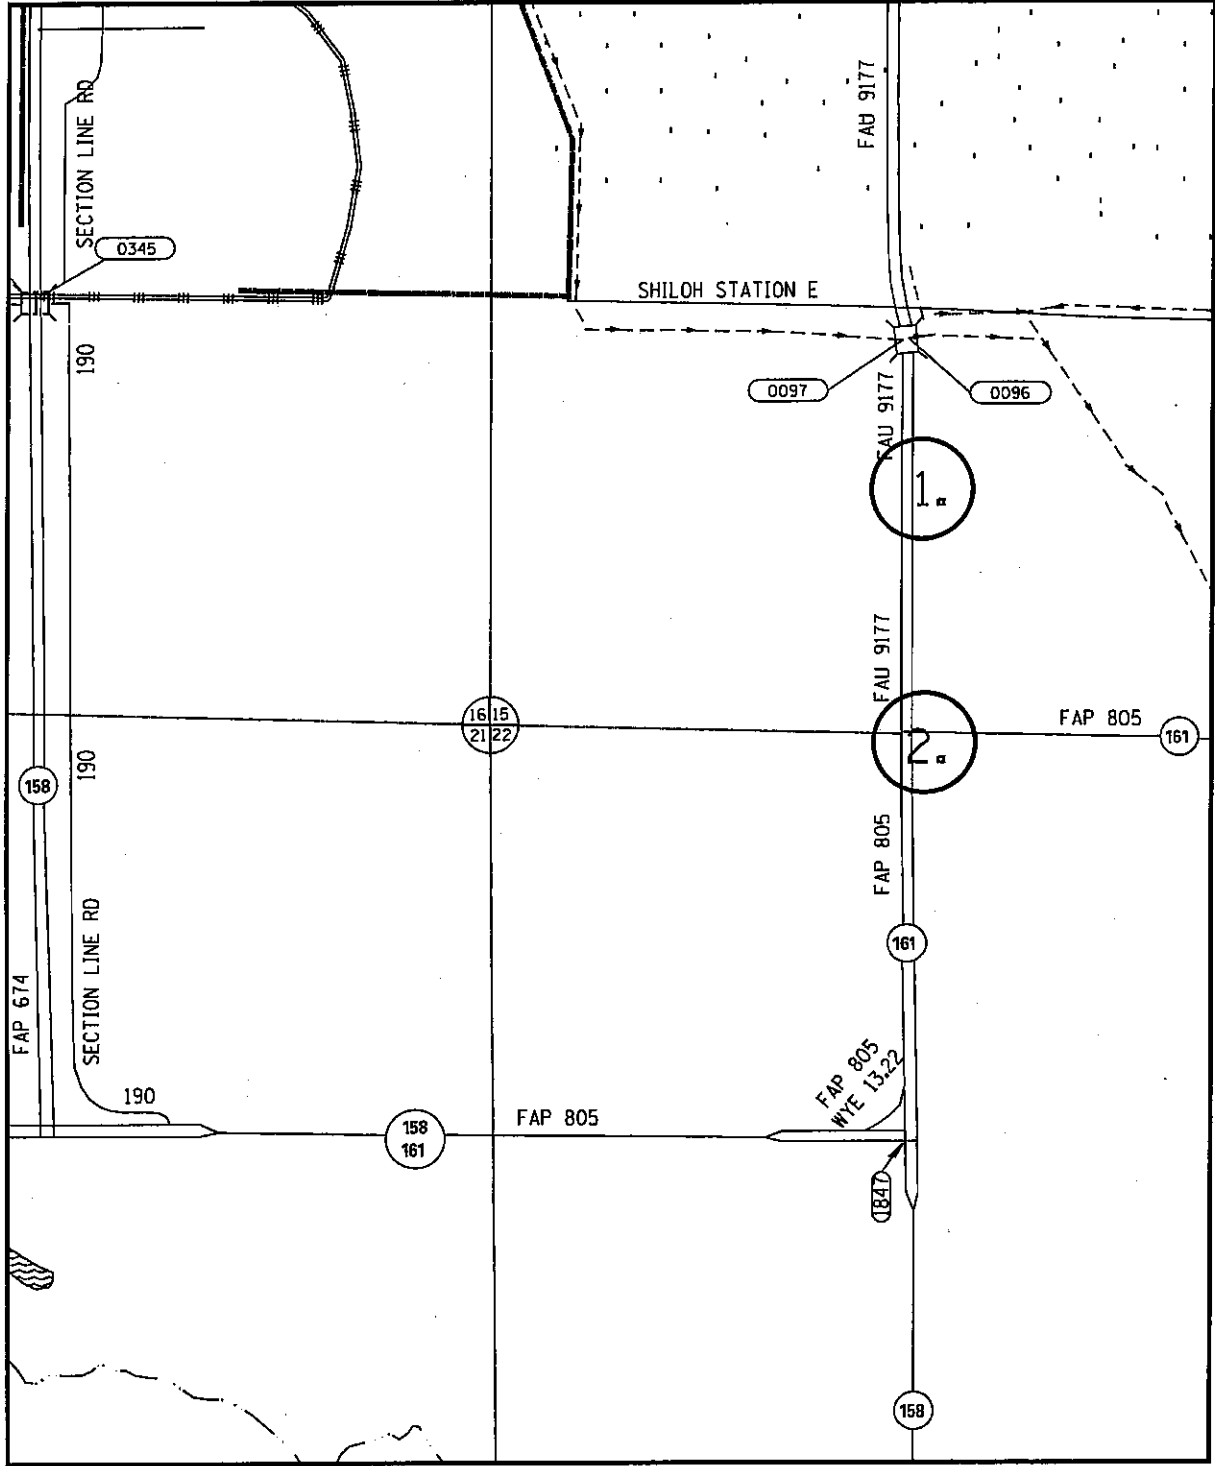 FAU 9177
SECTION LINE RD
0345
SHILOH STATION E
190
0097
0096
FAU 9177
1.
FAU 9177
16 15
21 22
FAP 805
161
2.
190
158
FAP 805
SECTION LINE RD
161
FAP 674
FAP 805
WYE 13.22
190
158
161
FAP 805
1847
158